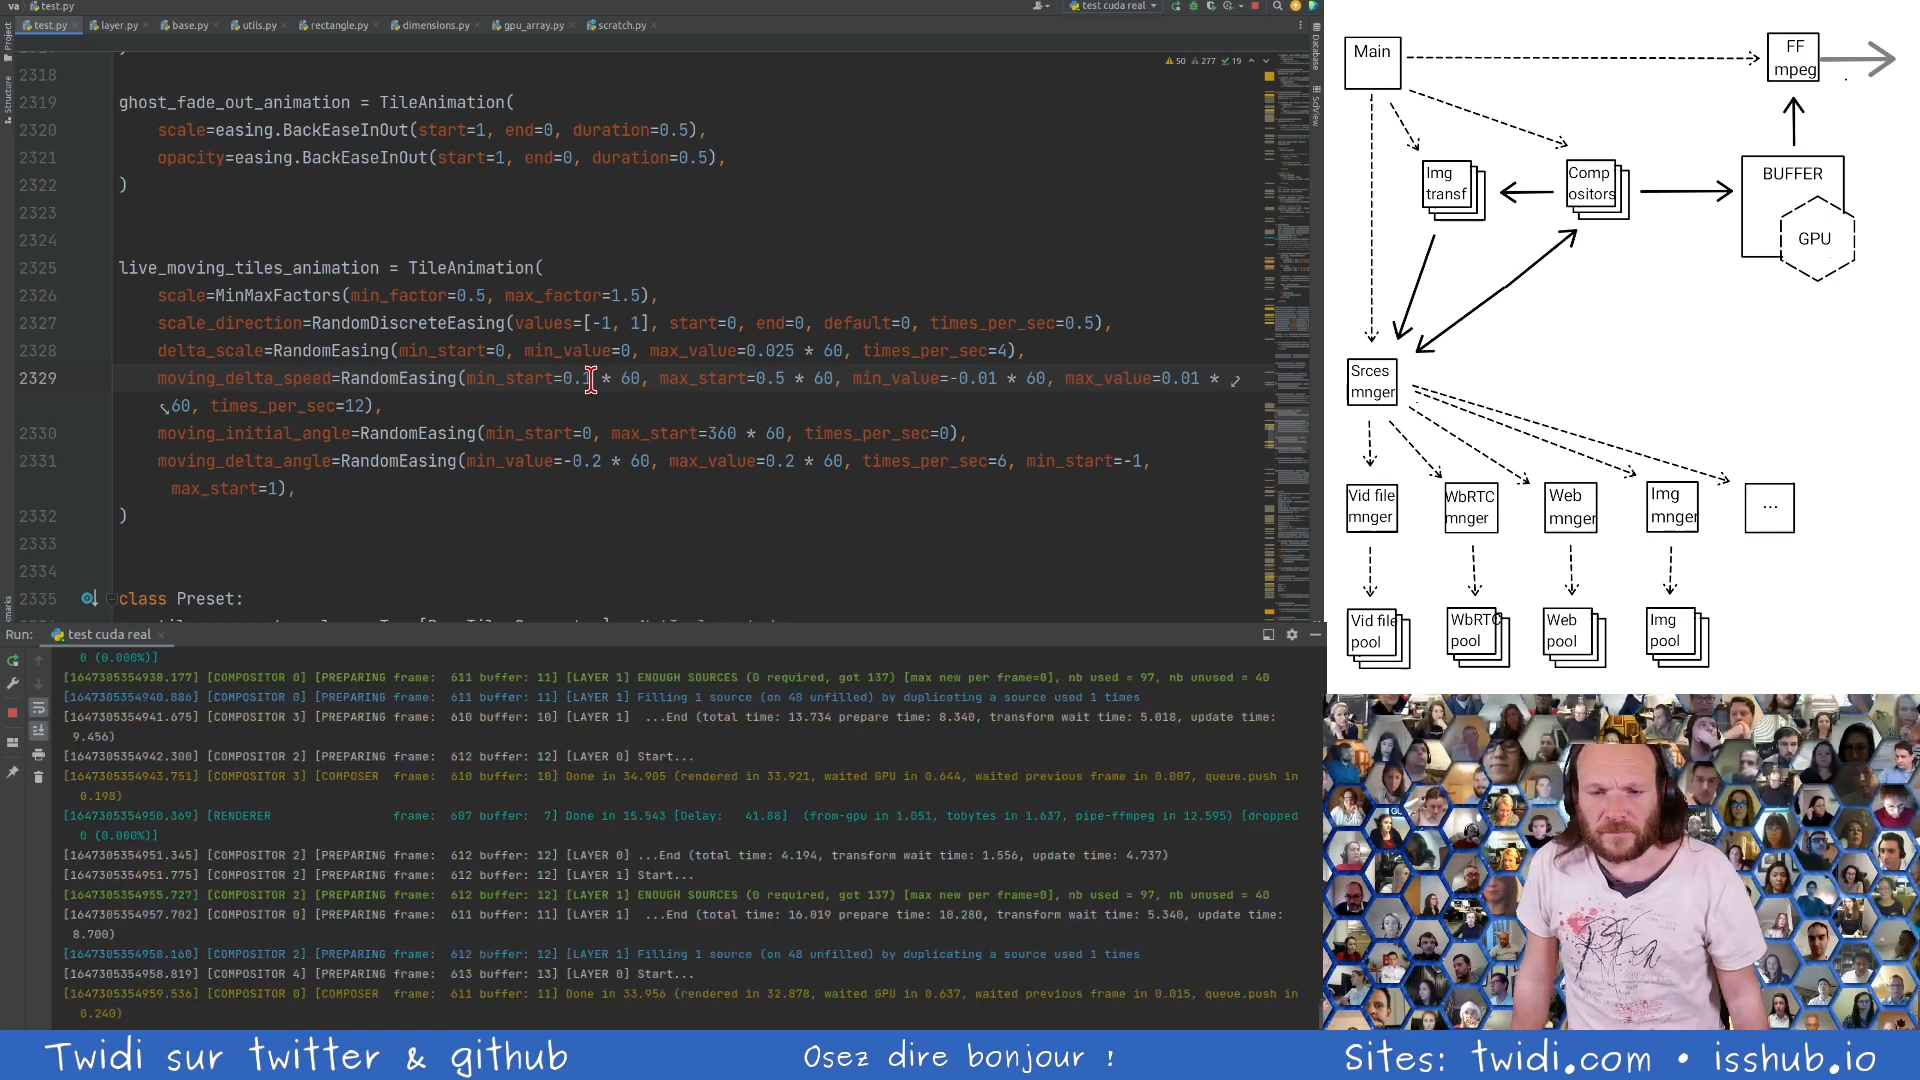 va
test.py
test cuda real
test.py
layer.py
base.py
utils.py
rectangle.py
dimensions.py
gpu_array.py
scratch.py
Project
Structure
Database
SciView
50 277 19
2318
2319 ghost_fade_out_animation = TileAnimation(
2320 scale=easing.BackEaseInOut(start=1, end=0, duration=0.5),
2321 opacity=easing.BackEaseInOut(start=1, end=0, duration=0.5),
2322 )
2323
2324
2325 live_moving_tiles_animation = TileAnimation(
2326 scale=MinMaxFactors(min_factor=0.5, max_factor=1.5),
2327 scale_direction=RandomDiscreteEasing(values=[-1, 1], start=0, end=0, default=0, times_per_sec=0.5),
2328 delta_scale=RandomEasing(min_start=0, min_value=0, max_value=0.025 * 60, times_per_sec=4),
2329 moving_delta_speed=RandomEasing(min_start=0.1 * 60, max_start=0.5 * 60, min_value=-0.01 * 60, max_value=0.01 *
60, times_per_sec=12),
2330 moving_initial_angle=RandomEasing(min_start=0, max_start=360 * 60, times_per_sec=0),
2331 moving_delta_angle=RandomEasing(min_value=-0.2 * 60, max_value=0.2 * 60, times_per_sec=6, min_start=-1,
max_start=1),
2332 )
2333
2334
2335 class Preset:
Run: test cuda real
0 (0.000%)]
[1647305354938.177] [COMPOSITOR 0] [PREPARING frame: 611 buffer: 11] [LAYER 1] ENOUGH SOURCES (0 required, got 137) [max new per frame=0], nb used = 97, nb unused = 40
[1647305354940.886] [COMPOSITOR 0] [PREPARING frame: 611 buffer: 11] [LAYER 1] Filling 1 source (on 48 unfilled) by duplicating a source used 1 times
[1647305354941.675] [COMPOSITOR 3] [PREPARING frame: 610 buffer: 10] [LAYER 1] ...End (total time: 13.734 prepare time: 8.340, transform wait time: 5.018, update time:
9.456)
[1647305354942.300] [COMPOSITOR 2] [PREPARING frame: 612 buffer: 12] [LAYER 0] Start...
[1647305354943.751] [COMPOSITOR 3] [COMPOSER frame: 610 buffer: 10] Done in 34.905 (rendered in 33.921, waited GPU in 0.644, waited previous frame in 0.007, queue.push in
0.198)
[1647305354950.369] [RENDERER frame: 607 buffer: 7] Done in 15.543 [Delay: 41.88] (from-gpu in 1.051, tobytes in 1.637, pipe-ffmpeg in 12.595) [dropped
0 (0.000%)]
[1647305354951.345] [COMPOSITOR 2] [PREPARING frame: 612 buffer: 12] [LAYER 0] ...End (total time: 4.194, transform wait time: 1.556, update time: 4.737)
[1647305354951.775] [COMPOSITOR 2] [PREPARING frame: 612 buffer: 12] [LAYER 1] Start...
[1647305354955.727] [COMPOSITOR 2] [PREPARING frame: 612 buffer: 12] [LAYER 1] ENOUGH SOURCES (0 required, got 137) [max new per frame=0], nb used = 97, nb unused = 40
[1647305354957.702] [COMPOSITOR 0] [PREPARING frame: 611 buffer: 11] [LAYER 1] ...End (total time: 16.019 prepare time: 10.280, transform wait time: 5.340, update time:
8.700)
[1647305354958.160] [COMPOSITOR 2] [PREPARING frame: 612 buffer: 12] [LAYER 1] Filling 1 source (on 48 unfilled) by duplicating a source used 1 times
[1647305354958.819] [COMPOSITOR 4] [PREPARING frame: 613 buffer: 13] [LAYER 0] Start...
[1647305354959.536] [COMPOSITOR 0] [COMPOSER frame: 611 buffer: 11] Done in 33.956 (rendered in 32.878, waited GPU in 0.637, waited previous frame in 0.015, queue.push in
0.240)
Main
FF
mpeg
Img
transf
Comp
ositors
BUFFER
GPU
Srces
mnger
Vid file
mnger
WbRTC
mnger
Web
mnger
Img
mnger
...
Vid file
pool
WbRTC
pool
Web
pool
Img
pool
Twidi sur twitter & github
Osez dire bonjour !
Sites: twidi.com • isshub.io